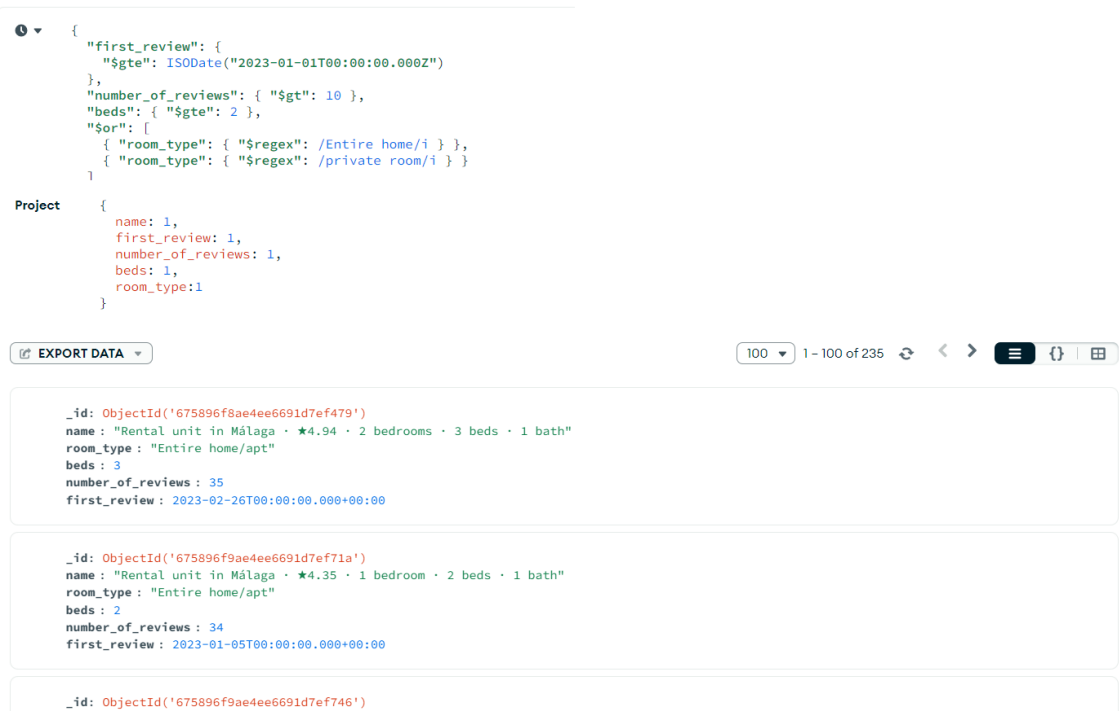 {
"first_review": {
"$gte": ISODate("2023-01-01T00:00:00.000Z")
},
"number_of_reviews": { "$gt": 10 },
"beds": { "$gte": 2 },
"$or": [
{ "room_type": { "$regex": /Entire home/i } },
{ "room_type": { "$regex": /private room/i } }
]
Project {
name: 1,
first_review: 1,
number_of_reviews: 1,
beds: 1,
room_type:1
}
EXPORT DATA 100 1 – 100 of 235 {}
_id: ObjectId('675896f8ae4ee6691d7ef479')
name : "Rental unit in Málaga · ★4.94 · 2 bedrooms · 3 beds · 1 bath"
room_type : "Entire home/apt"
beds : 3
number_of_reviews : 35
first_review : 2023-02-26T00:00:00.000+00:00
_id: ObjectId('675896f9ae4ee6691d7ef71a')
name : "Rental unit in Málaga · ★4.35 · 1 bedroom · 2 beds · 1 bath"
room_type : "Entire home/apt"
beds : 2
number_of_reviews : 34
first_review : 2023-01-05T00:00:00.000+00:00
_id: ObjectId('675896f9ae4ee6691d7ef746')